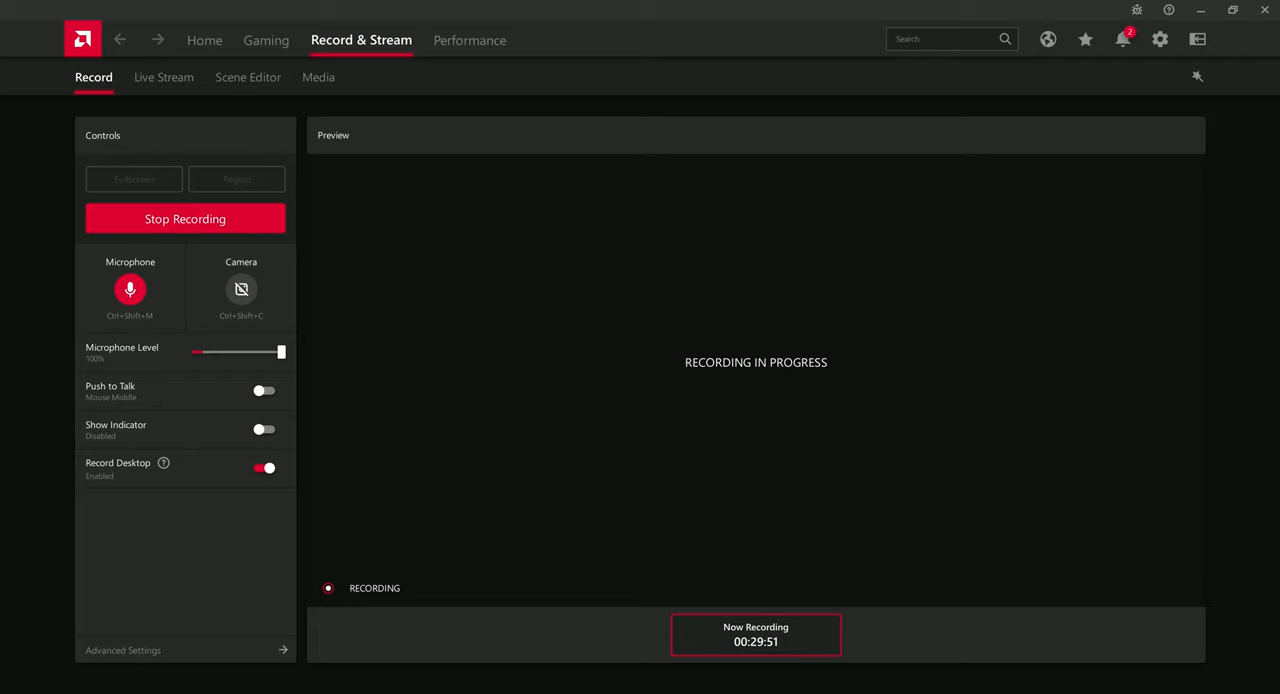 Home Gaming Record & Stream Performance Search 2
Record Live Stream Scene Editor Media
Controls
Fullscreen Region
Stop Recording
Microphone Camera
Ctrl+Shift+M Ctrl+Shift+C
Microphone Level
100%
Push to Talk
Mouse Middle
Show Indicator
Disabled
Record Desktop ?
Enabled
Advanced Settings
Preview
RECORDING IN PROGRESS
RECORDING
Now Recording
00:29:51